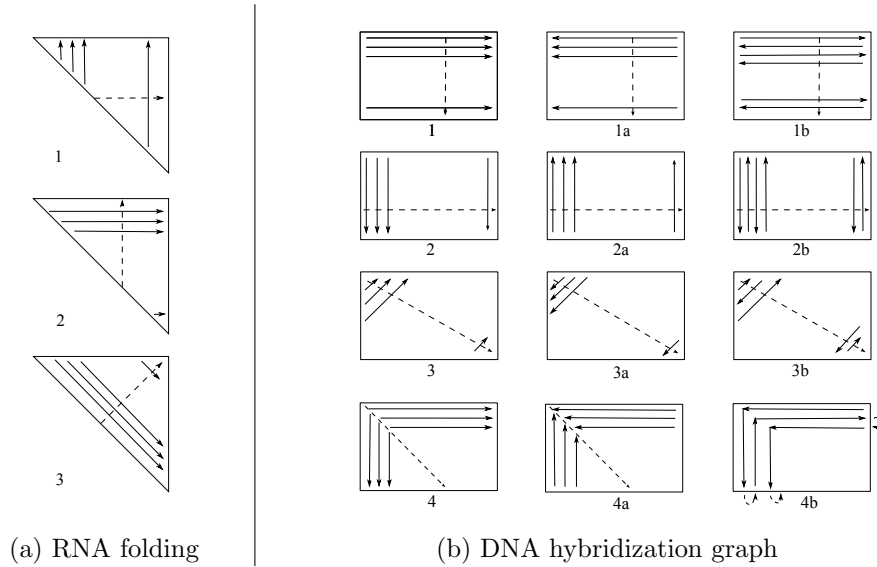 1
2
3
(a) RNA folding
1
1a
1b
2
2a
2b
3
3a
3b
4
4a
4b
(b) DNA hybridization graph